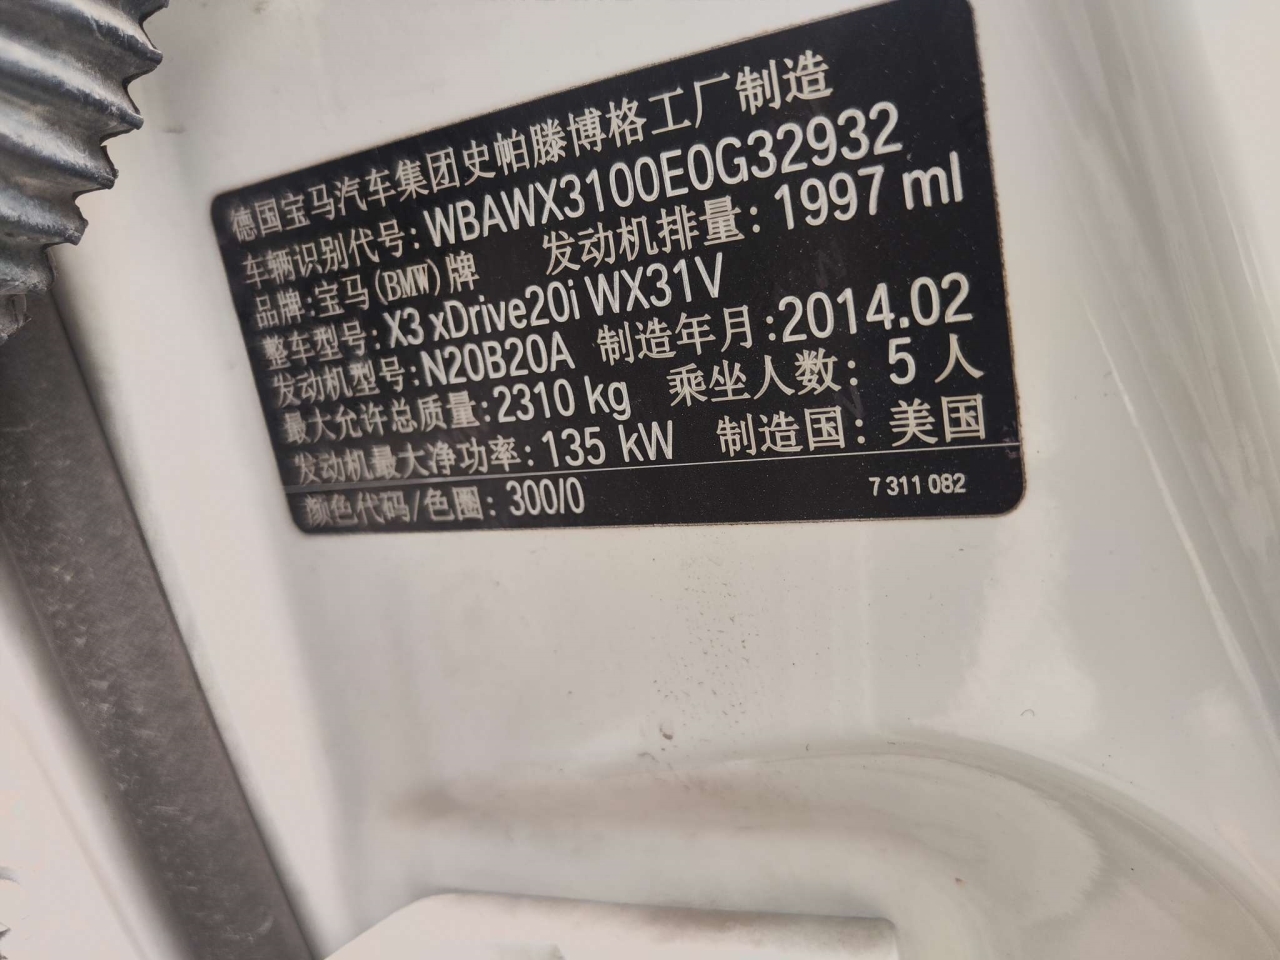 德国宝马汽车集团史帕滕博格工厂制造
车辆识别代号: WBAWX3100E0G32932
品牌: 宝马(BMW)牌 发动机排量: 1997 ml
整车型号: X3 xDrive20i WX31V
发动机型号: N20B20A 制造年月: 2014.02
最大允许总质量: 2310 kg 乘坐人数: 5 人
发动机最大净功率: 135 kW 制造国: 美国
颜色代码/色圈: 300/0 7 311 082